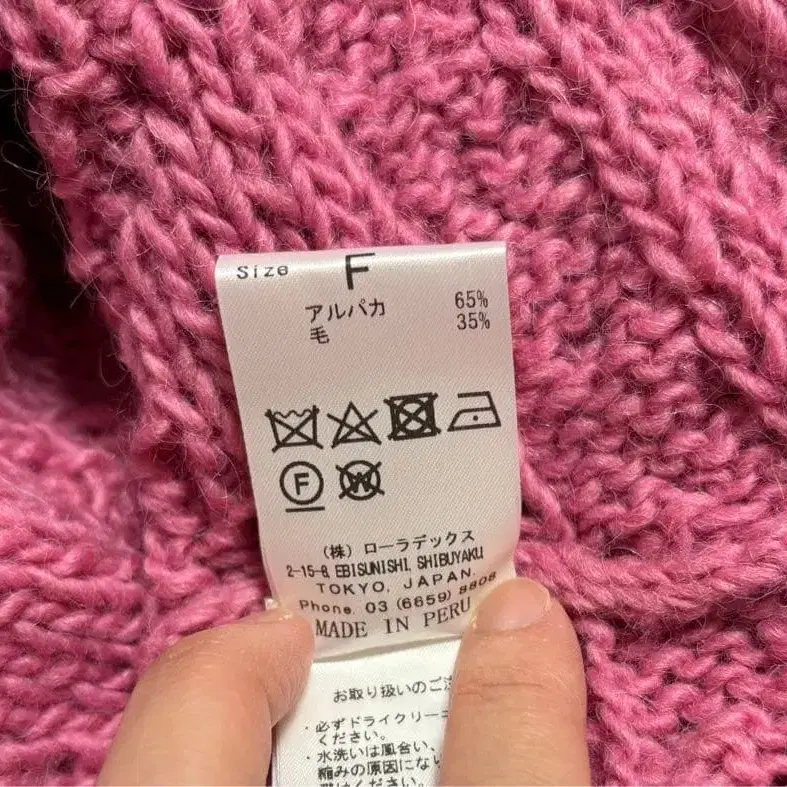 Size F
アルパカ 65%
毛 35%
F W
(株) ローラデックス
2-15-8, EBISUNISHI, SHIBUYAKU
TOKYO, JAPAN.
Phone. 03 (6659) 8808
MADE IN PERU
お取り扱いのご
・必ずドライクリー
ください。
・水洗いは風合い、
縮みの原因にな